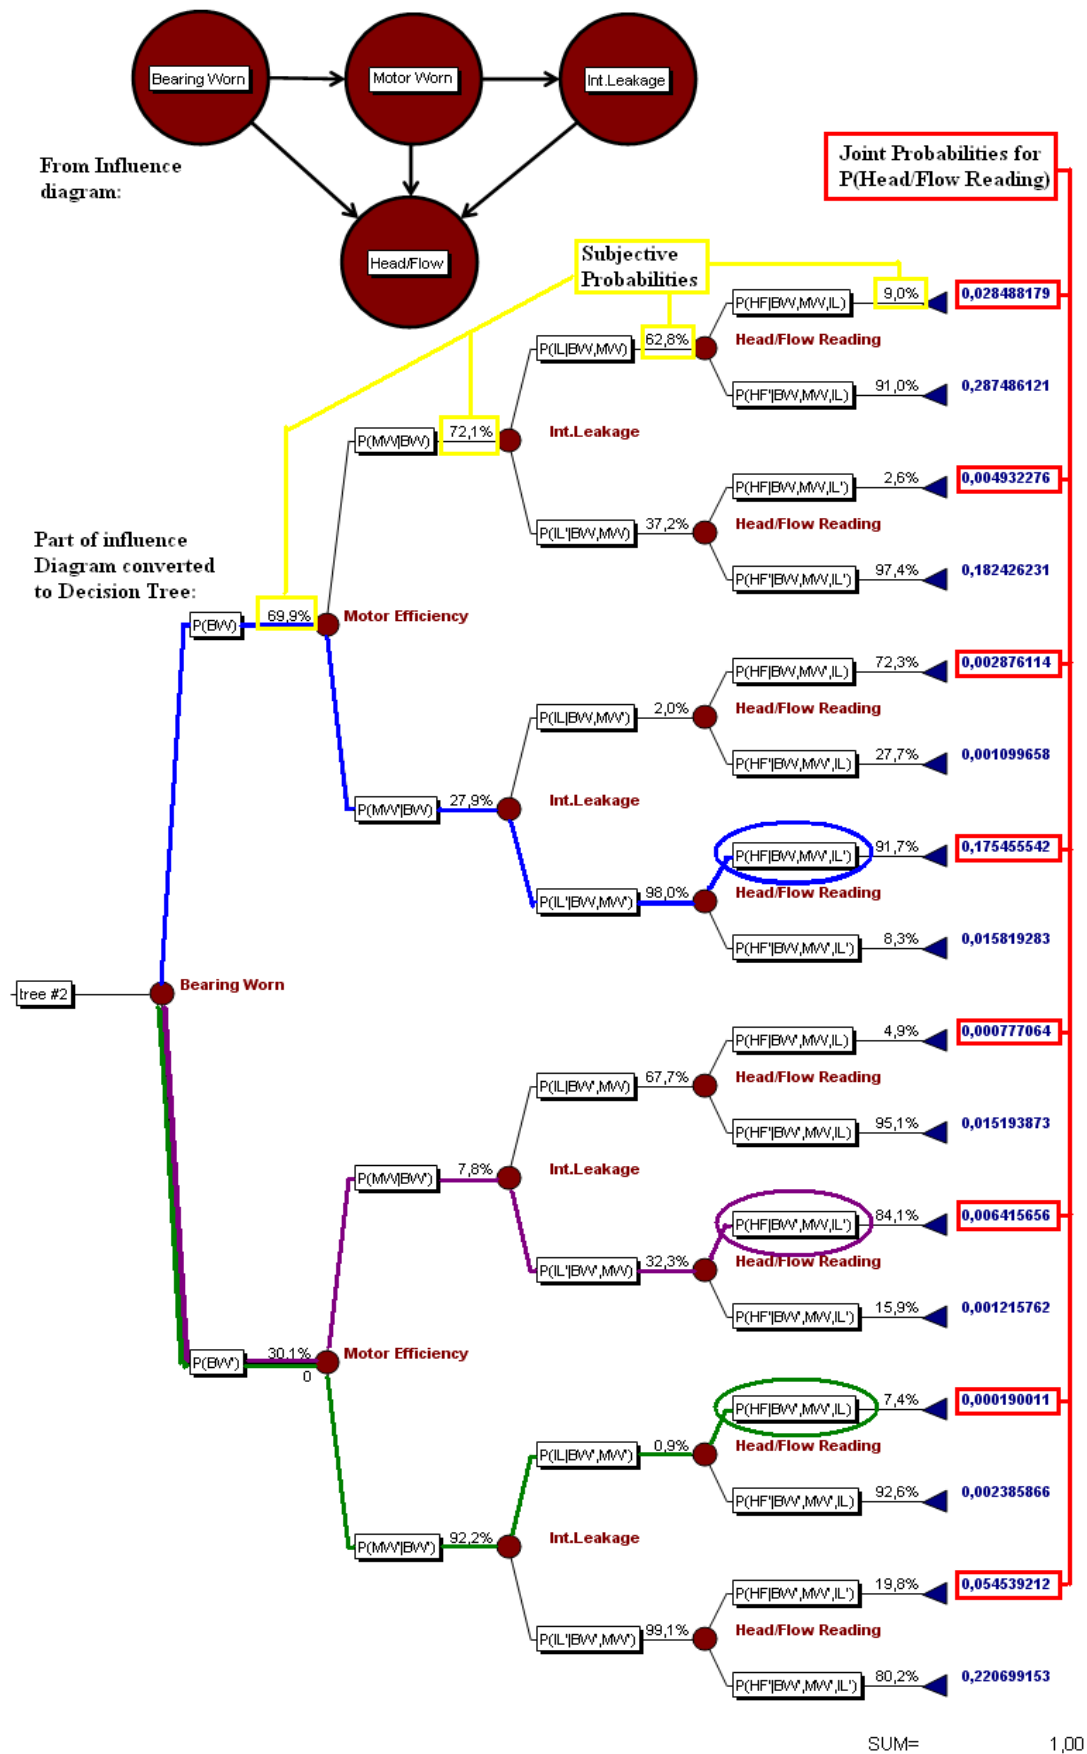 Bearing Worn
Motor Worn
Int.Leakage
Joint Probabilities for
P(Head/Flow Reading)
From Influence
diagram:
Head/Flow
Subjective
Probabilities
P(HF|BW,MW,IL)
9,0%
0,028488179
P(IL|BW,MW)
62,8%
Head/Flow Reading
P(HF'|BW,MW,IL)
91,0%
0,287486121
P(MW|BW)
72,1%
Int.Leakage
P(HF|BW,MW,IL')
2,6%
0,004932276
P(IL'|BW,MW)
37,2%
Head/Flow Reading
Part of influence
Diagram converted
to Decision Tree:
P(HF'|BW,MW,IL')
97,4%
0,182426231
P(BW)
69,9%
Motor Efficiency
P(HF|BW,MW',IL)
72,3%
0,002876114
P(IL|BW,MW')
2,0%
Head/Flow Reading
P(HF'|BW,MW',IL)
27,7%
0,001099658
P(MW'|BW)
27,9%
Int.Leakage
P(HF|BW,MW',IL')
91,7%
0,175455542
P(IL'|BW,MW')
98,0%
Head/Flow Reading
P(HF'|BW,MW',IL')
8,3%
0,015819283
tree #2
Bearing Worn
P(HF|BW',MW,IL)
4,9%
0,000777064
P(IL|BW',MW)
67,7%
Head/Flow Reading
P(HF'|BW',MW,IL)
95,1%
0,015193873
P(MW|BW')
7,8%
Int.Leakage
P(HF|BW',MW,IL')
84,1%
0,006415656
P(IL'|BW',MW)
32,3%
Head/Flow Reading
P(HF'|BW',MW,IL')
15,9%
0,001215762
P(BW')
30,1%
0
Motor Efficiency
P(HF|BW',MW',IL)
7,4%
0,000190011
P(IL|BW',MW')
0,9%
Head/Flow Reading
P(HF'|BW',MW',IL)
92,6%
0,002385866
P(MW'|BW')
92,2%
Int.Leakage
P(HF|BW',MW',IL')
19,8%
0,054539212
P(IL'|BW',MW')
99,1%
Head/Flow Reading
P(HF'|BW',MW',IL')
80,2%
0,220699153
SUM=
1,00